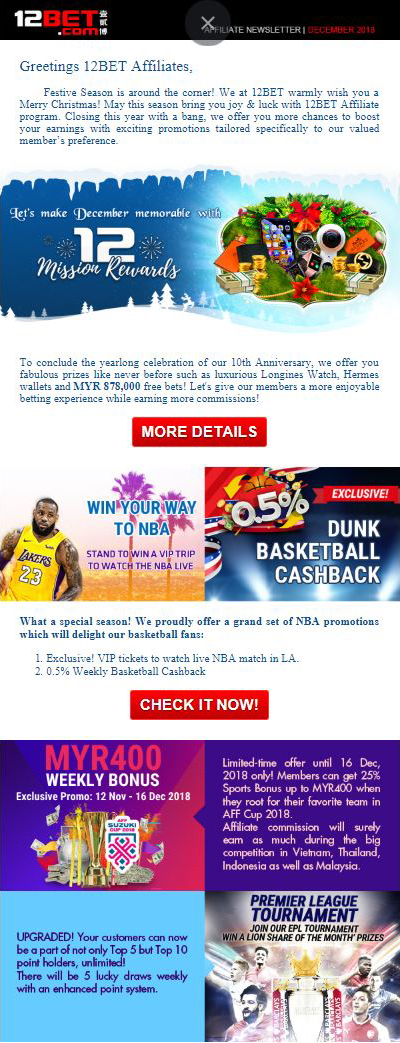 12BET
.com
壹貳博
AFFILIATE NEWSLETTER | DECEMBER 2018
Greetings 12BET Affiliates,
Festive Season is around the corner! We at 12BET warmly wish you a
Merry Christmas! May this season bring you joy & luck with 12BET Affiliate
program. Closing this year with a bang, we offer you more chances to boost
your earnings with exciting promotions tailored specifically to our valued
member's preference.
Let's make December memorable with
12
Mission Rewards
To conclude the yearlong celebration of our 10th Anniversary, we offer you
fabulous prizes like never before such as luxurious Longines Watch, Hermes
wallets and MYR 878,000 free bets! Let's give our members a more enjoyable
betting experience while earning more commissions!
MORE DETAILS
WIN YOUR WAY
TO NBA
STAND TO WIN A VIP TRIP
TO WATCH THE NBA LIVE
LAKERS
23
0.5%
EXCLUSIVE!
DUNK
BASKETBALL
CASHBACK
What a special season! We proudly offer a grand set of NBA promotions
which will delight our basketball fans:
1. Exclusive! VIP tickets to watch live NBA match in LA.
2. 0.5% Weekly Basketball Cashback
CHECK IT NOW!
MYR400
WEEKLY BONUS
Exclusive Promo: 12 Nov - 16 Dec 2018
AFF
SUZUKI
CUP 2018
Limited-time offer until 16 Dec,
2018 only! Members can get 25%
Sports Bonus up to MYR400 when
they root for their favorite team in
AFF Cup 2018.
Affiliate commission will surely
earn as much during the big
competition in Vietnam, Thailand,
Indonesia as well as Malaysia.
UPGRADED! Your customers can now
be a part of not only Top 5 but Top 10
point holders, unlimited!
There will be 5 lucky draws weekly
with an enhanced point system.
PREMIER LEAGUE
TOURNAMENT
JOIN OUR EPL TOURNAMENT
WIN A LION SHARE OF THE MONTH' PRIZES